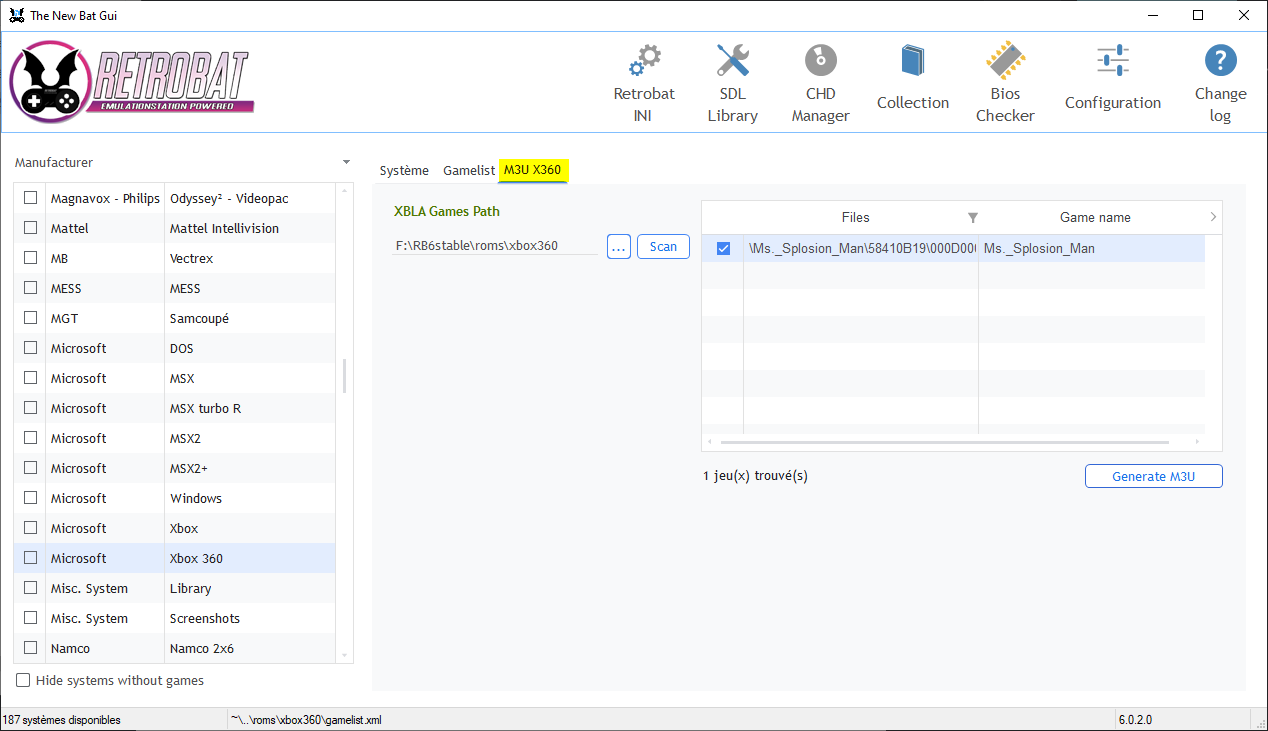 The New Bat Gui
RETROBAT
EMULATIONSTATION POWERED
Retrobat
INI
SDL
Library
CHD
Manager
Collection
Bios
Checker
Configuration
?
Change
log
Manufacturer
Magnavox - Philips Odyssey² - Videopac
Mattel Mattel Intellivision
MB Vectrex
MESS MESS
MGT Samcoupé
Microsoft DOS
Microsoft MSX
Microsoft MSX turbo R
Microsoft MSX2
Microsoft MSX2+
Microsoft Windows
Microsoft Xbox
Microsoft Xbox 360
Misc. System Library
Misc. System Screenshots
Namco Namco 2x6
Hide systems without games
Système Gamelist M3U X360
XBLA Games Path
F:\RB6stable\roms\xbox360 ... Scan
Files Game name
\Ms._Splosion_Man\58410B19\000D00 Ms._Splosion_Man
1 jeu(x) trouvé(s)
Generate M3U
187 systèmes disponibles ~\..\roms\xbox360\gamelist.xml 6.0.2.0